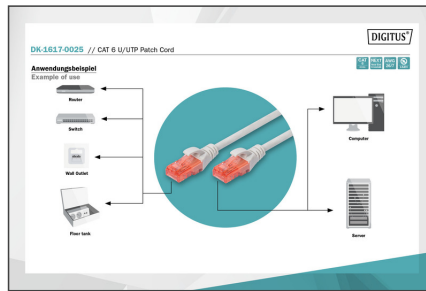 DIGITUS®
DK-1617-0025 // CAT 6 U/UTP Patch Cord
Anwendungsbeispiel
Example of use
Router
Switch
Wall Outlet
Floor tank
Computer
Server